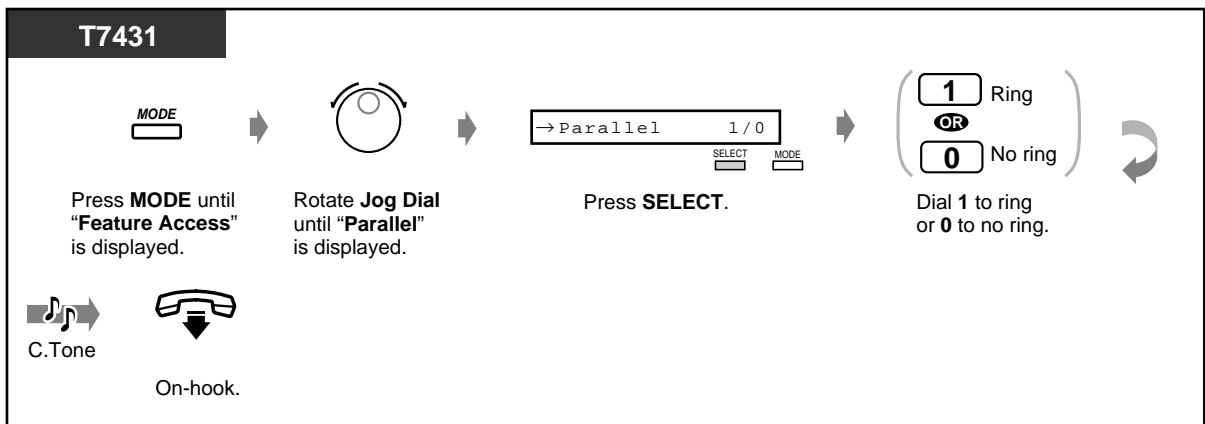 T7431
MODE
Press MODE until
“Feature Access”
is displayed.
Rotate Jog Dial
until “Parallel”
is displayed.
→Parallel 1/0
SELECT MODE
Press SELECT.
1 Ring
OR
0 No ring
Dial 1 to ring
or 0 to no ring.
C.Tone
On-hook.